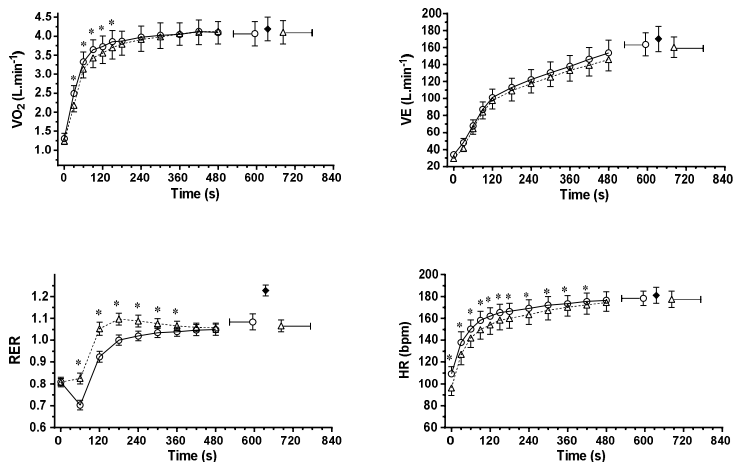 4.5
4.0
3.5
3.0
2.5
2.0
1.5
1.0
VO2 (L.min-1)
* * * * *
0 120 240 360 480 600 720 840
Time (s)
200
180
160
140
120
100
80
60
40
20
VE (L.min-1)
0 120 240 360 480 600 720 840
Time (s)
1.2
1.1
1.0
0.9
0.8
0.7
0.6
RER
* * * * * *
0 120 240 360 480 600 720 840
Time (s)
180
160
140
120
100
80
60
HR (bpm)
* * * * * * * * * * *
0 120 240 360 480 600 720 840
Time (s)